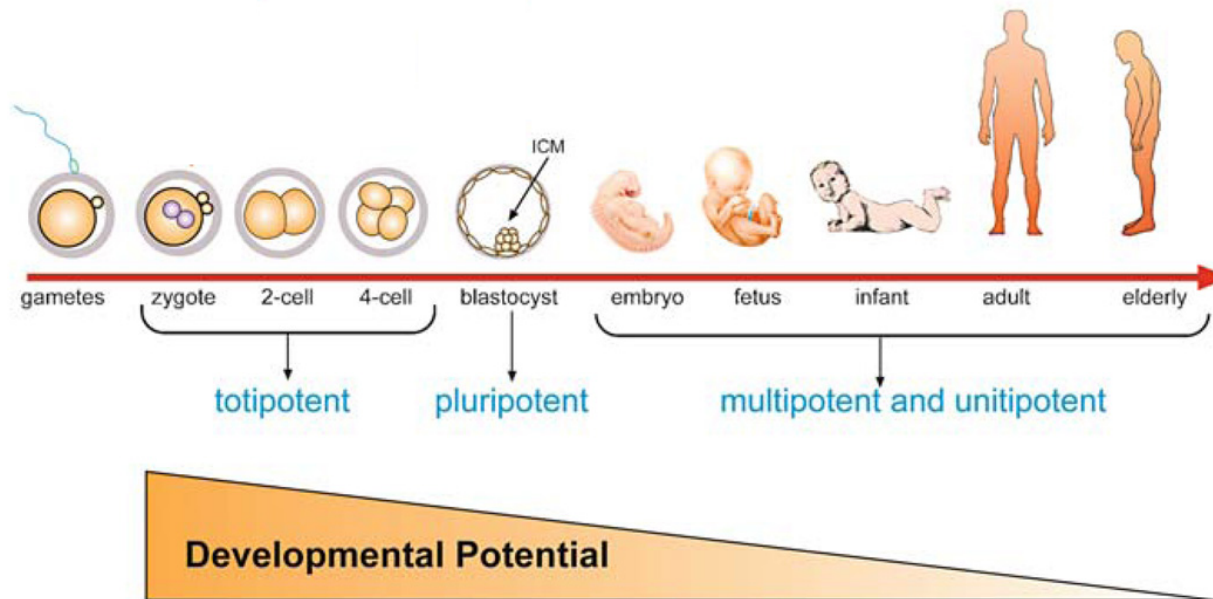 ICM
gametes zygote 2-cell 4-cell blastocyst embryo fetus infant adult elderly
totipotent pluripotent multipotent and unitipotent
Developmental Potential